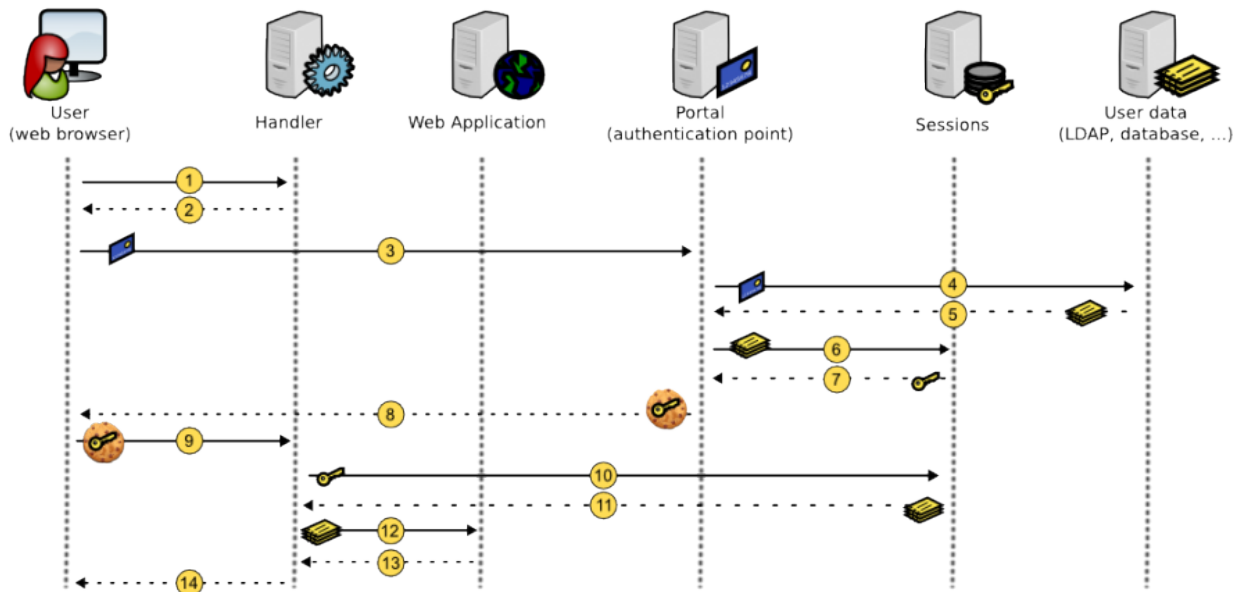 User
(web browser)
Handler
Web Application
Portal
(authentication point)
Sessions
User data
(LDAP, database, ...)
1
2
3
4
5
6
7
8
9
10
11
12
13
14